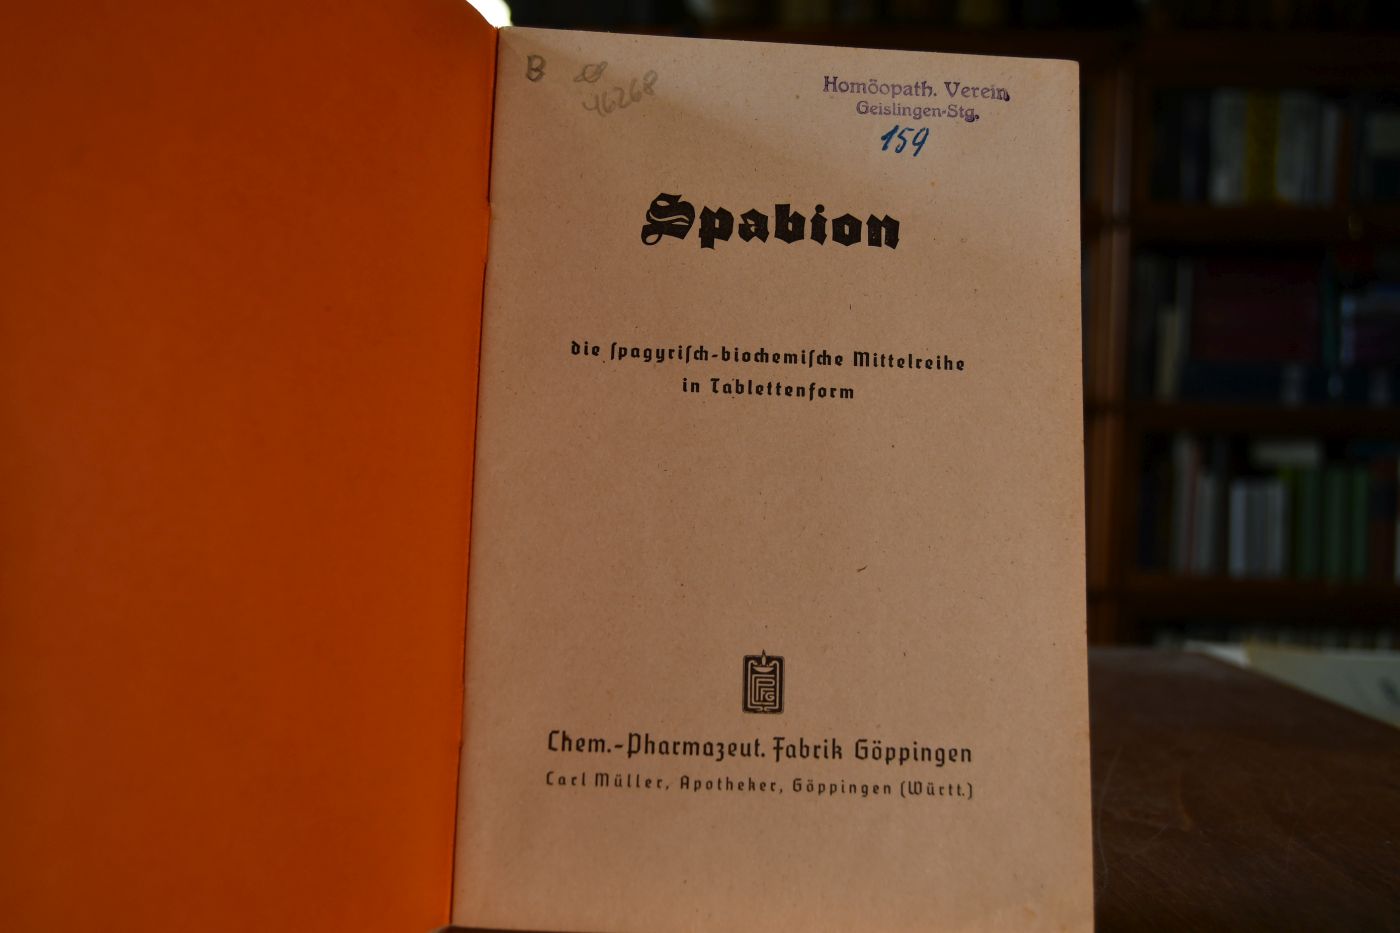 B
46268
Homöopath. Verein
Geislingen-Stg.
159
Spabion
die ſpagyriſch-biochemiſche Mittelreihe
in Tablettenform
CPFG
Chem.-Pharmazeut. Fabrik Göppingen
Carl Müller, Apotheker, Göppingen (Württ.)